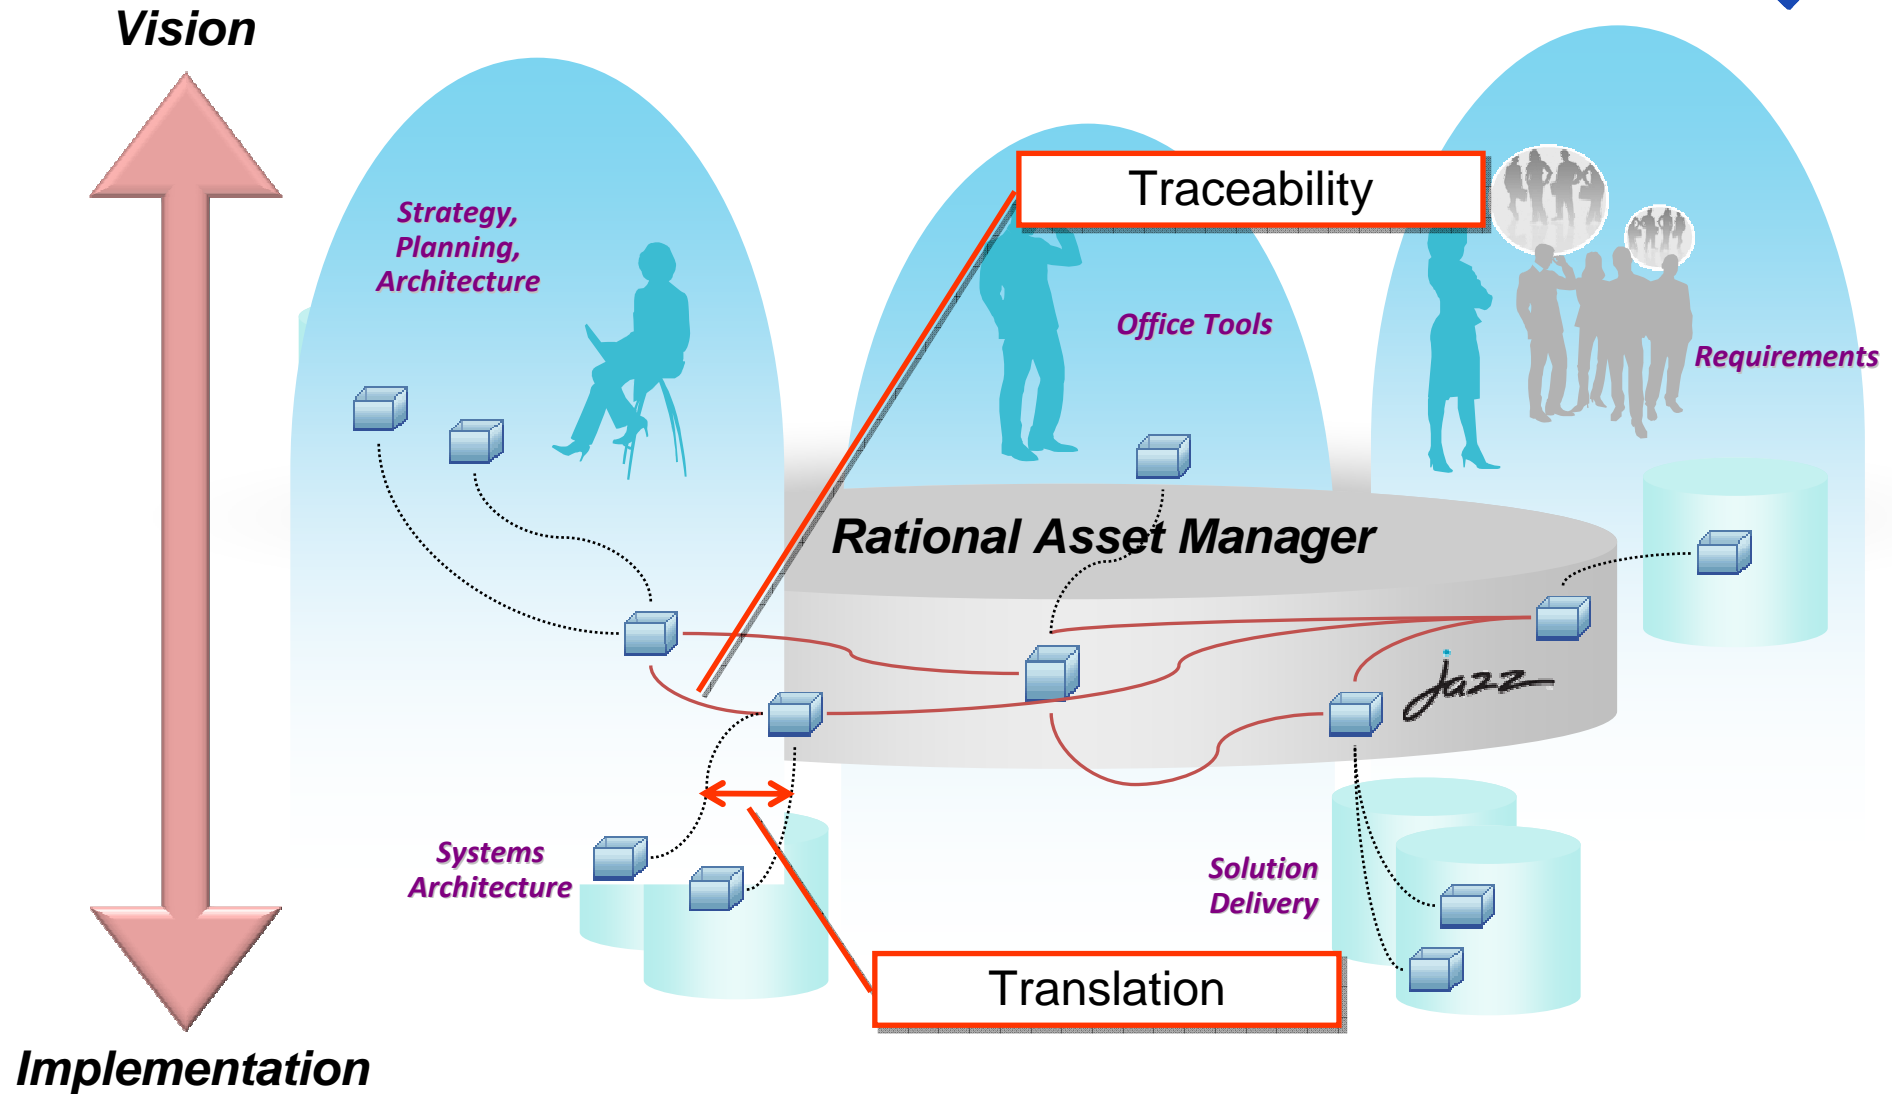 Vision
Traceability
Strategy,
Planning,
Architecture
Office Tools
Requirements
Rational Asset Manager
jazz
Systems
Architecture
Solution
Delivery
Translation
Implementation